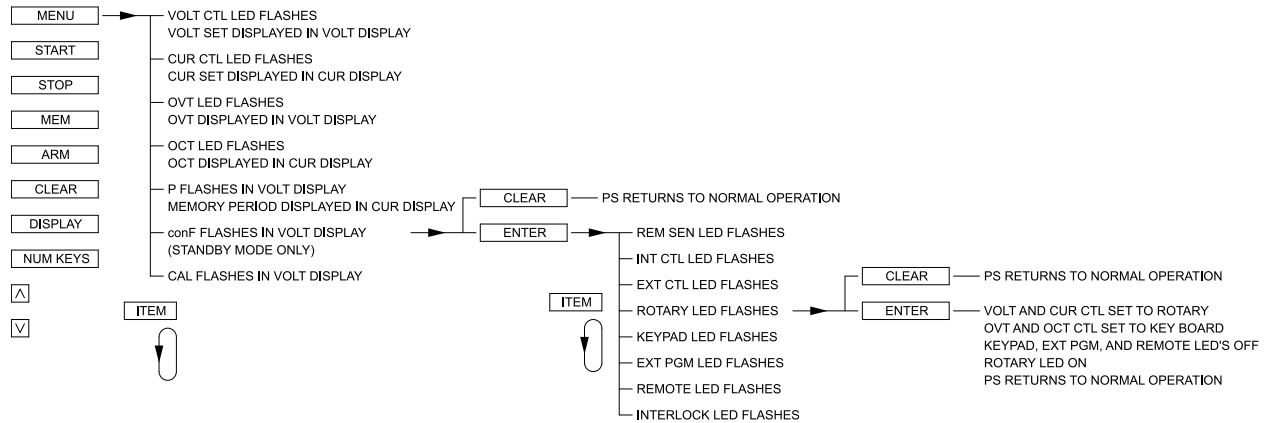 MENU
START
STOP
MEM
ARM
CLEAR
DISPLAY
NUM KEYS
VOLT CTL LED FLASHES
VOLT SET DISPLAYED IN VOLT DISPLAY
CUR CTL LED FLASHES
CUR SET DISPLAYED IN CUR DISPLAY
OVT LED FLASHES
OVT DISPLAYED IN VOLT DISPLAY
OCT LED FLASHES
OCT DISPLAYED IN CUR DISPLAY
P FLASHES IN VOLT DISPLAY
MEMORY PERIOD DISPLAYED IN CUR DISPLAY
conF FLASHES IN VOLT DISPLAY
(STANDBY MODE ONLY)
CAL FLASHES IN VOLT DISPLAY
ITEM
CLEAR
PS RETURNS TO NORMAL OPERATION
ENTER
REM SEN LED FLASHES
INT CTL LED FLASHES
EXT CTL LED FLASHES
ROTARY LED FLASHES
KEYPAD LED FLASHES
EXT PGM LED FLASHES
REMOTE LED FLASHES
INTERLOCK LED FLASHES
ITEM
CLEAR
PS RETURNS TO NORMAL OPERATION
ENTER
VOLT AND CUR CTL SET TO ROTARY
OVT AND OCT CTL SET TO KEY BOARD
KEYPAD, EXT PGM, AND REMOTE LED'S OFF
ROTARY LED ON
PS RETURNS TO NORMAL OPERATION